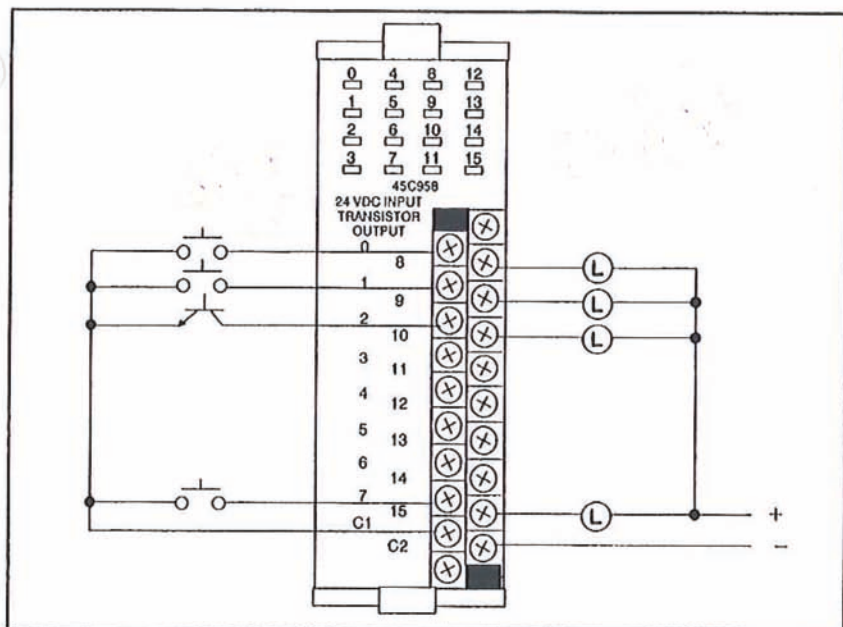 0 4 8 12
1 5 9 13
2 6 10 14
3 7 11 15
45C958
24 VDC INPUT
TRANSISTOR
OUTPUT
0
8
1
9
2
10
3
11
4
12
5
13
6
14
7
15
C1
C2
L
L
L
L
+
-